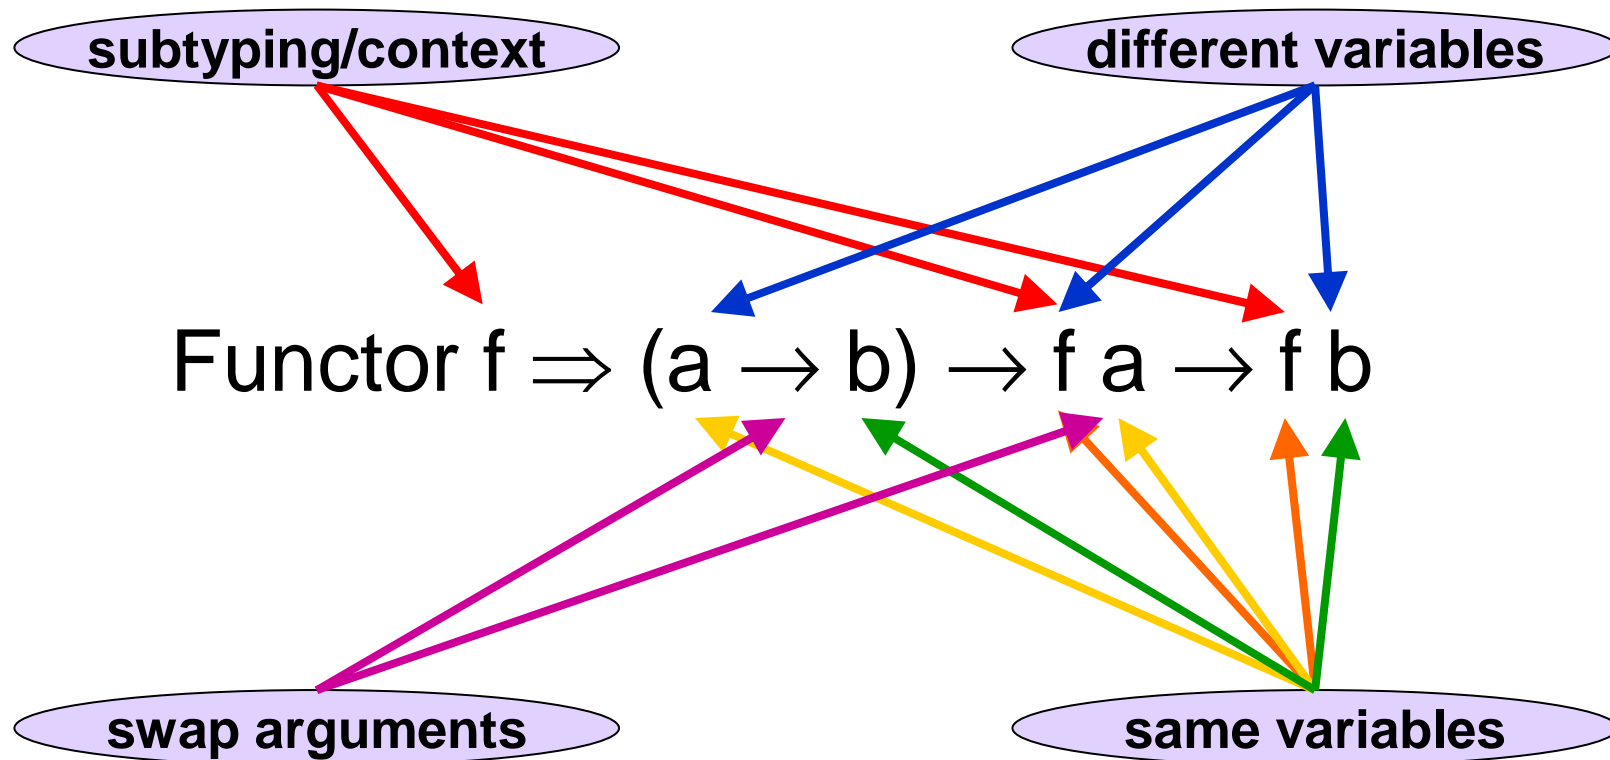 subtyping/context
different variables
Functor f ⇒ (a → b) → f a → f b
swap arguments
same variables